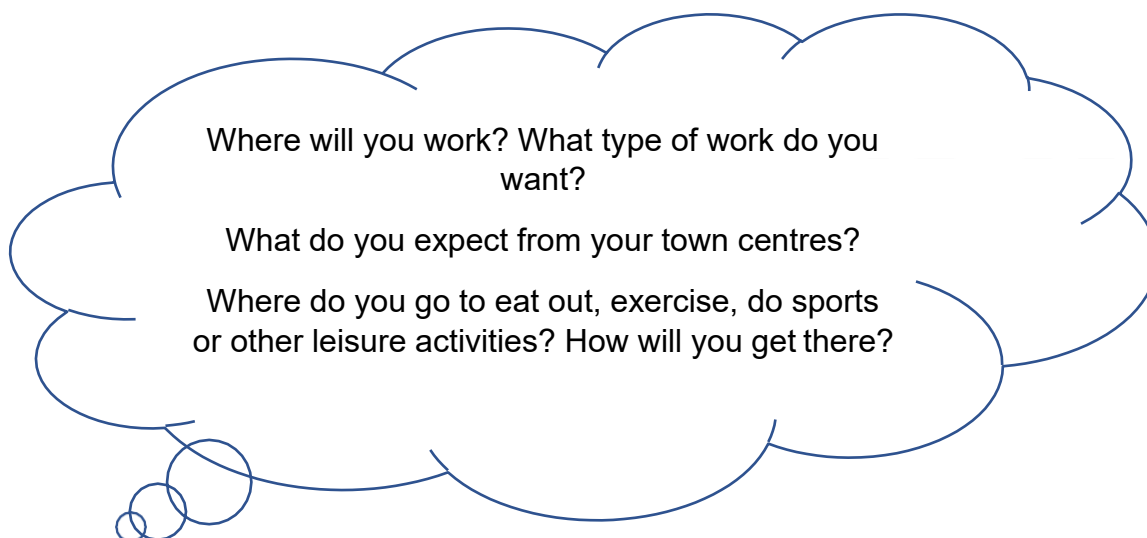 Where will you work? What type of work do you
want?
What do you expect from your town centres?
Where do you go to eat out, exercise, do sports
or other leisure activities? How will you get there?